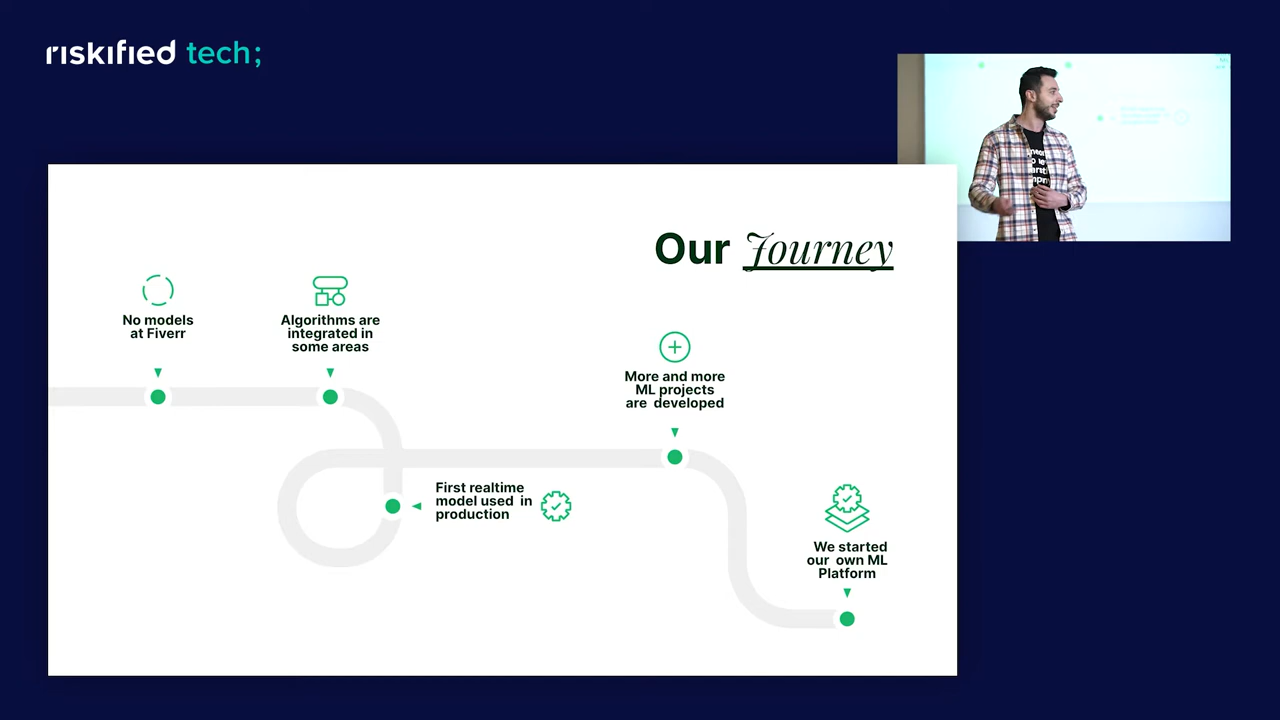 riskified tech;
Our Journey
No models
at Fiverr
Algorithms are
integrated in
some areas
More and more
ML projects
are developed
First realtime
model used in
production
We started
our own ML
Platform